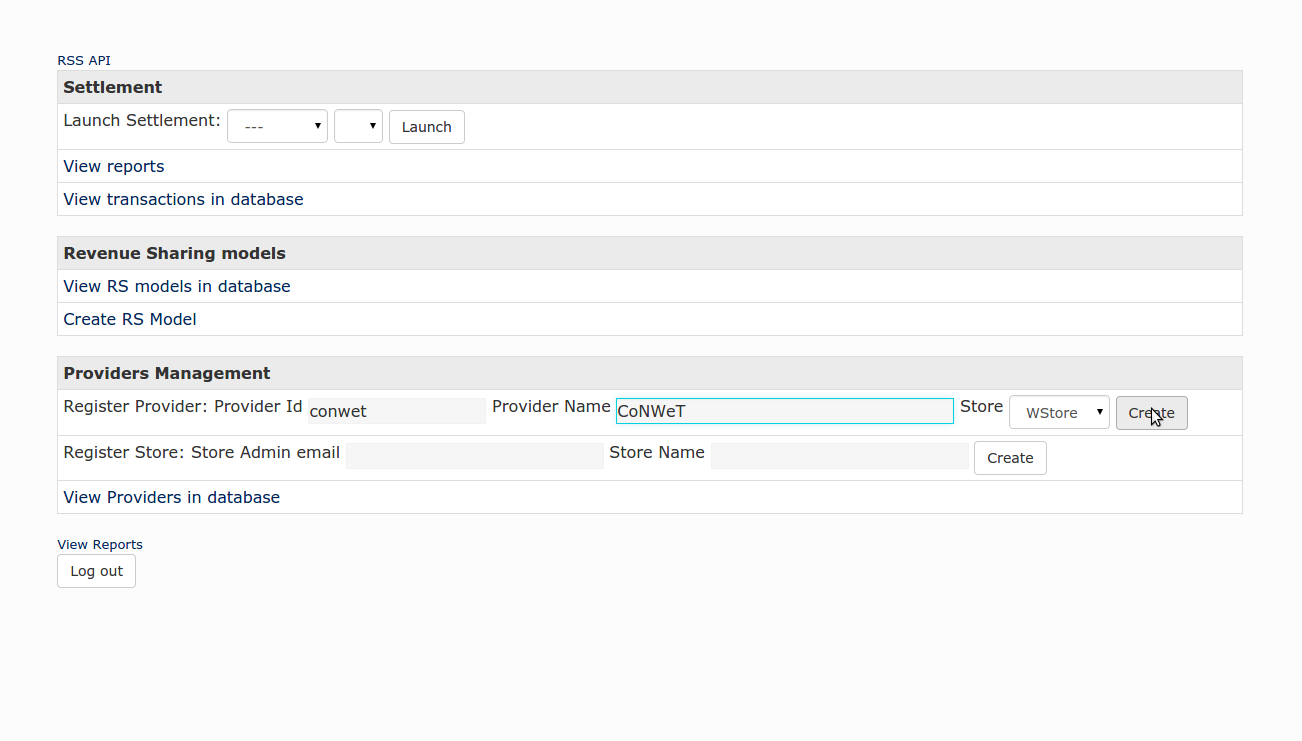 RSS API
Settlement
Launch Settlement: --- Launch
View reports
View transactions in database
Revenue Sharing models
View RS models in database
Create RS Model
Providers Management
Register Provider: Provider Id conwet Provider Name CoNWeT Store WStore Create
Register Store: Store Admin email Store Name Create
View Providers in database
View Reports
Log out